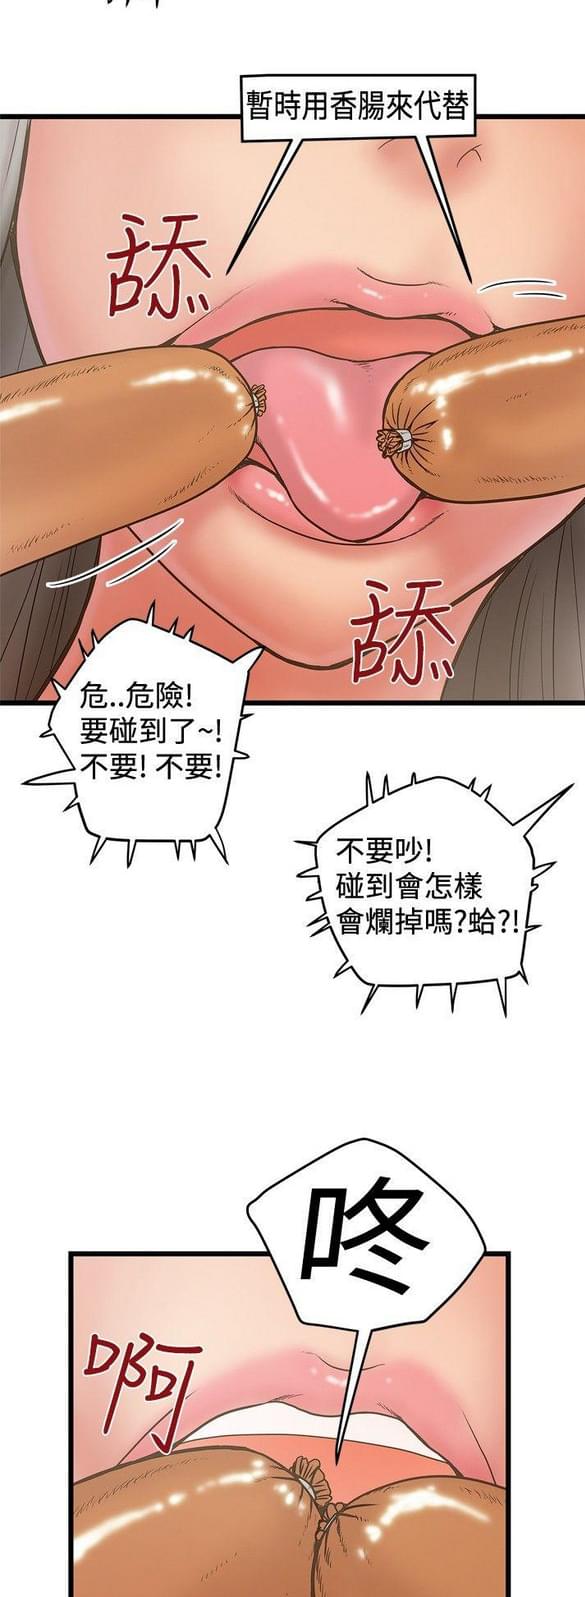 暫時用香腸來代替
舔
舔
危..危險!
要碰到了~!
不要! 不要!
不要吵!
碰到會怎樣
會爛掉嗎?蛤?!
咚
啊